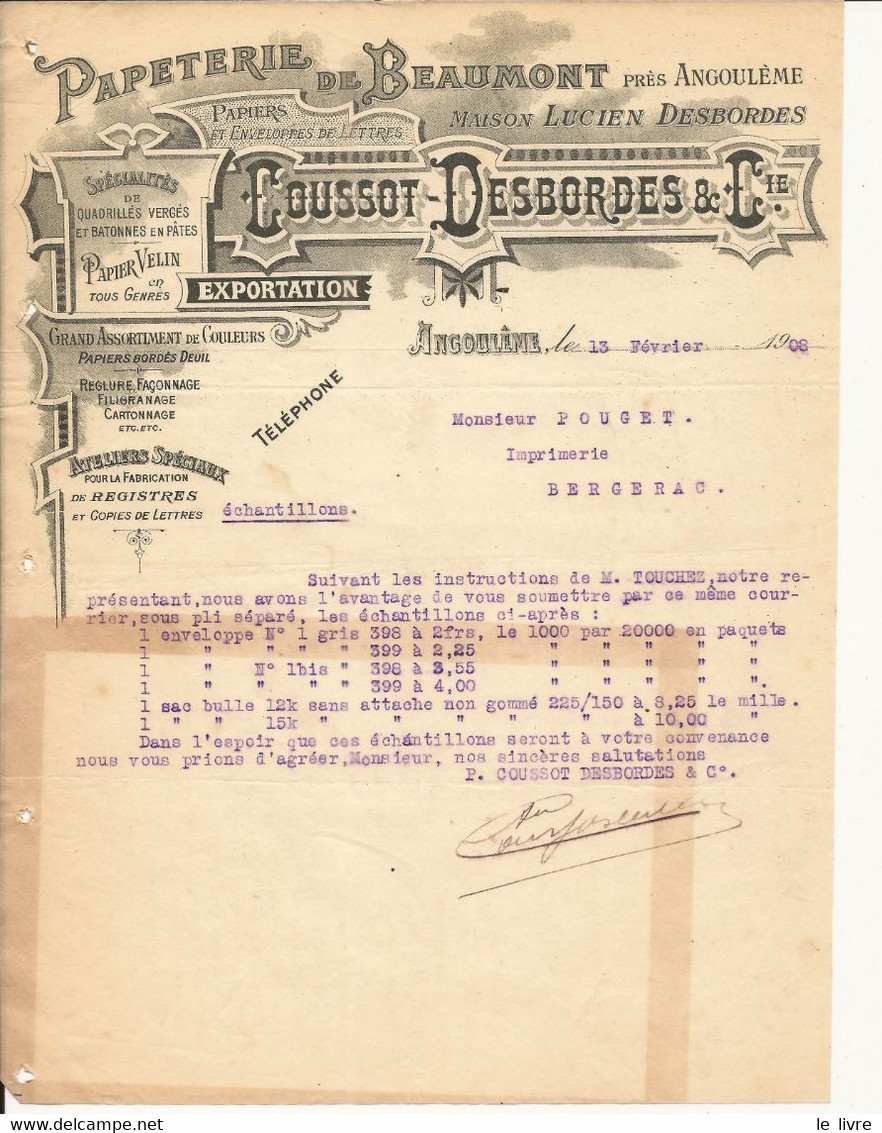 PAPETERIE DE BEAUMONT PRÈS ANGOULÈME
PAPIERS
ET ENVELOPPES DE LETTRES
MAISON LUCIEN DESBORDES
COUSSOT-DESBORDES & CIE.
SPÉCIALITÉS
DE
QUADRILLÉS VERGÉS
ET BATONNES EN PÂTES
PAPIER VELIN
en
TOUS GENRES
EXPORTATION
GRAND ASSORTIMENT DE COULEURS
PAPIERS BORDÉS DEUIL
REGLURE, FAÇONNAGE
FILIGRANAGE
CARTONNAGE
ETC. ETC.
ATELIERS SPÉCIAUX
POUR LA FABRICATION
DE REGISTRES
ET COPIES DE LETTRES
TÉLÉPHONE
ANGOULÊME, le 13 Février 1908
Monsieur POUGET.
Imprimerie
BERGERAC.
échantillons.
Suivant les instructions de M. TOUCHEZ,notre re-
présentant,nous avons l'avantage de vous soumettre par ce même cour-
rier,sous pli séparé, les échantillons ci-après :
1 enveloppe N° 1 gris 398 à 2frs, le 1000 par 20000 en paquets
1 " " " 399 à 2,25 " " " " "
1 " N° 1bis " 398 à 3,55 " " " " "
1 " " " " 399 à 4,00 " " " " ".
1 sac bulle 12k sans attache non gommé 225/150 à 8,25 le mille.
1 " " 15k " " " " " à 10,00 "
Dans l'espoir que ces échántillons seront à votre convenance
nous vous prions d'agréer,Monsieur, nos sincères salutations
P. COUSSOT DESBORDES & C°.
le livre